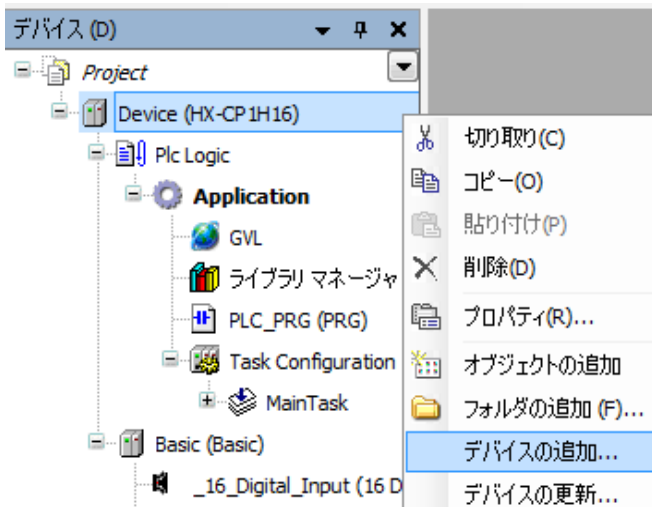 デバイス (D)
Project
Device (HX-CP1H16)
Plc Logic
Application
GVL
ライブラリ マネージャ
PLC_PRG (PRG)
Task Configuration
MainTask
Basic (Basic)
_16_Digital_Input (16 D
切り取り(C)
コピー(O)
貼り付け(P)
削除(D)
プロパティ(R)...
オブジェクトの追加
フォルダの追加 (F)...
デバイスの追加...
デバイスの更新...